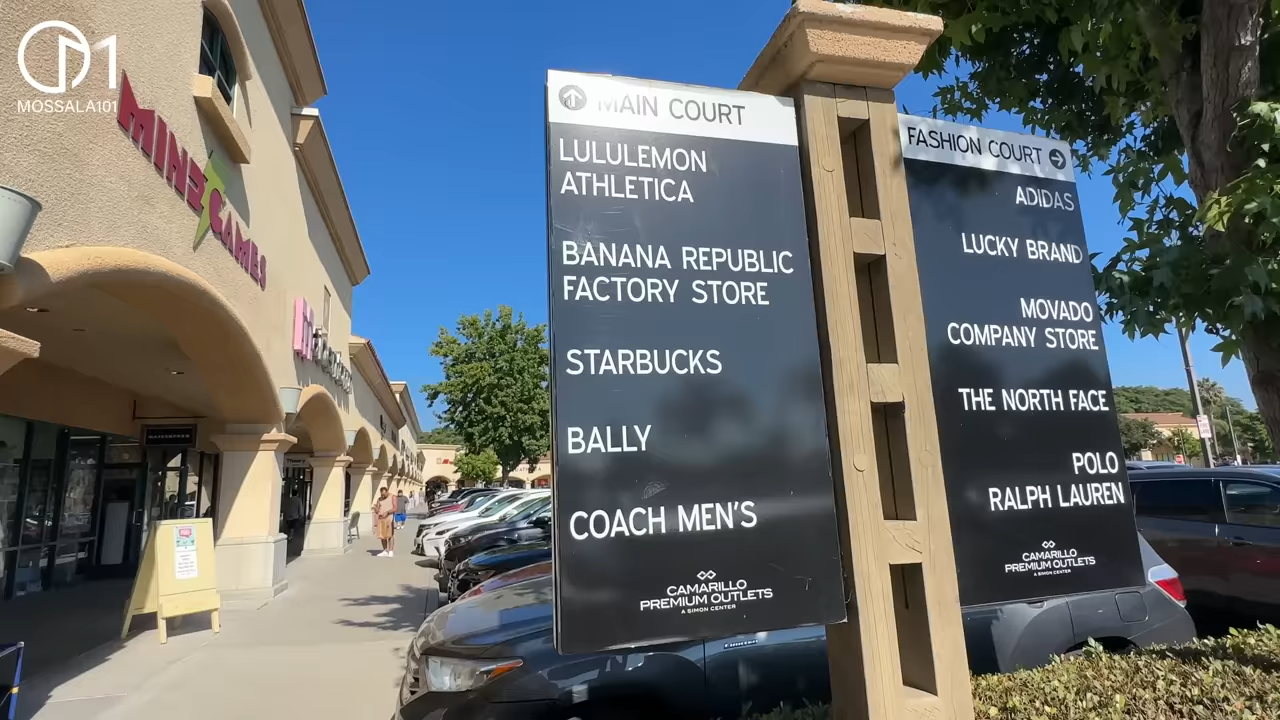 MOSSALA101
MIND GAMES
MAIN COURT
LULULEMON
ATHLETICA
BANANA REPUBLIC
FACTORY STORE
STARBUCKS
BALLY
COACH MEN'S
CAMARILLO
PREMIUM OUTLETS
A SIMON CENTER
FASHION COURT
ADIDAS
LUCKY BRAND
MOVADO
COMPANY STORE
THE NORTH FACE
POLO
RALPH LAUREN
CAMARILLO
PREMIUM OUTLETS
A SIMON CENTER